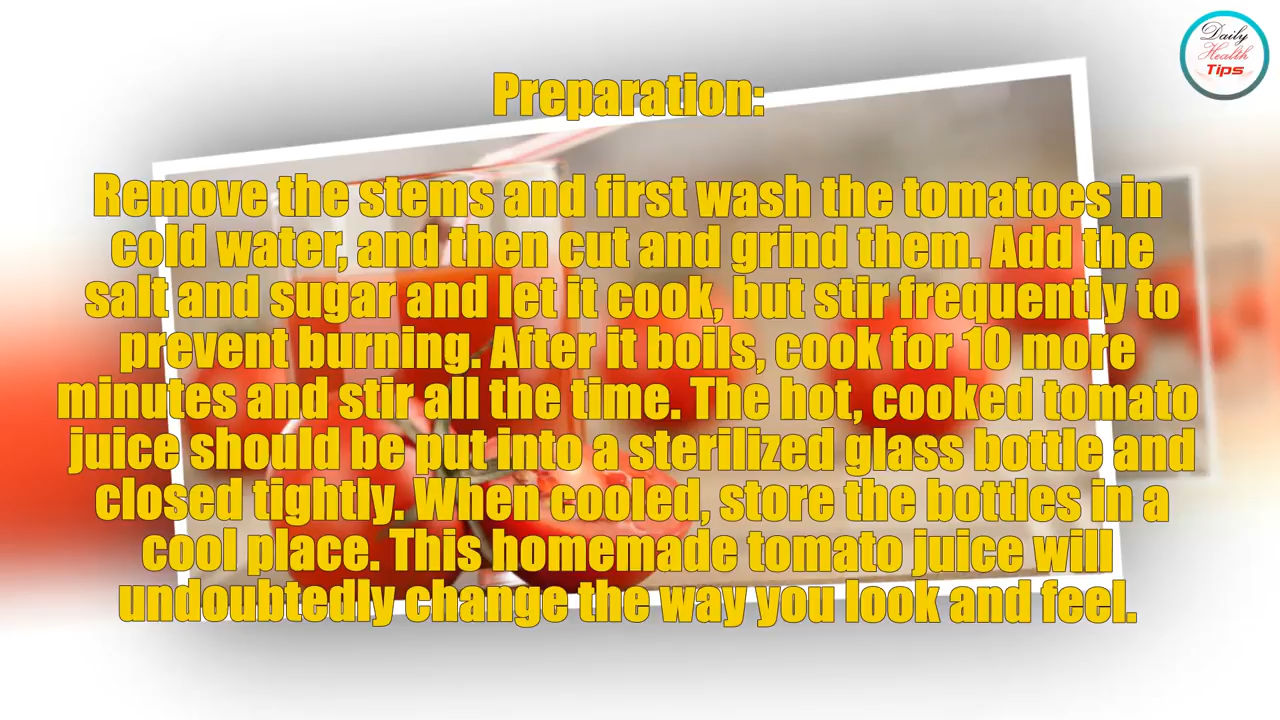 Daily
Health
Tips
Preparation:
Remove the stems and first wash the tomatoes in
cold water, and then cut and grind them. Add the
salt and sugar and let it cook, but stir frequently to
prevent burning. After it boils, cook for 10 more
minutes and stir all the time. The hot, cooked tomato
juice should be put into a sterilized glass bottle and
closed tightly. When cooled, store the bottles in a
cool place. This homemade tomato juice will
undoubtedly change the way you look and feel.